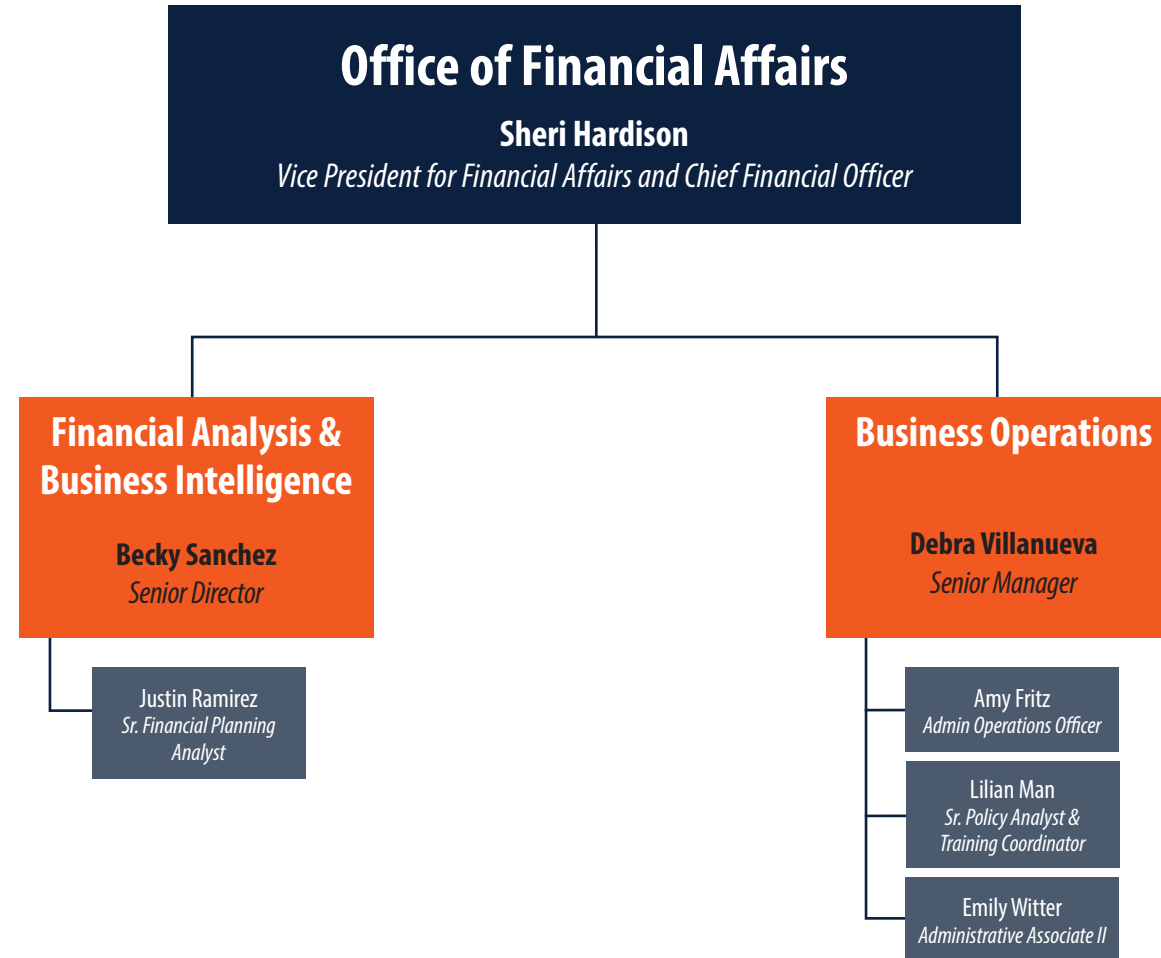 Office of Financial Affairs
Sheri Hardison
Vice President for Financial Affairs and Chief Financial Officer
Financial Analysis &
Business Intelligence
Becky Sanchez
Senior Director
Justin Ramirez
Sr. Financial Planning
Analyst
Business Operations
Debra Villanueva
Senior Manager
Amy Fritz
Admin Operations Officer
Lilian Man
Sr. Policy Analyst &
Training Coordinator
Emily Witter
Administrative Associate II